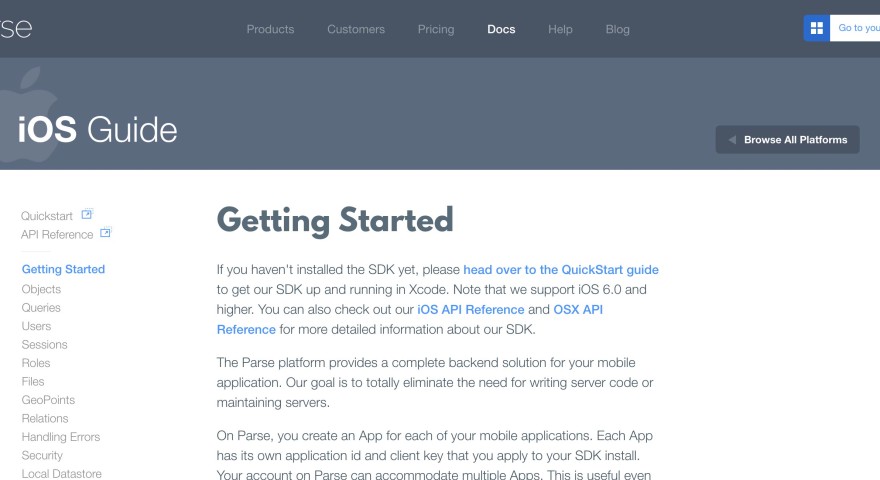 Products Customers Pricing Docs Help Blog
iOS Guide
Browse All Platforms
Quickstart
API Reference
Getting Started
Objects
Queries
Users
Sessions
Roles
Files
GeoPoints
Relations
Handling Errors
Security
Local Datastore
Getting Started
If you haven't installed the SDK yet, please head over to the QuickStart guide
to get our SDK up and running in Xcode. Note that we support iOS 6.0 and
higher. You can also check out our iOS API Reference and OSX API
Reference for more detailed information about our SDK.
The Parse platform provides a complete backend solution for your mobile
application. Our goal is to totally eliminate the need for writing server code or
maintaining servers.
On Parse, you create an App for each of your mobile applications. Each App
has its own application id and client key that you apply to your SDK install.
Your account on Parse can accommodate multiple Apps. This is useful even